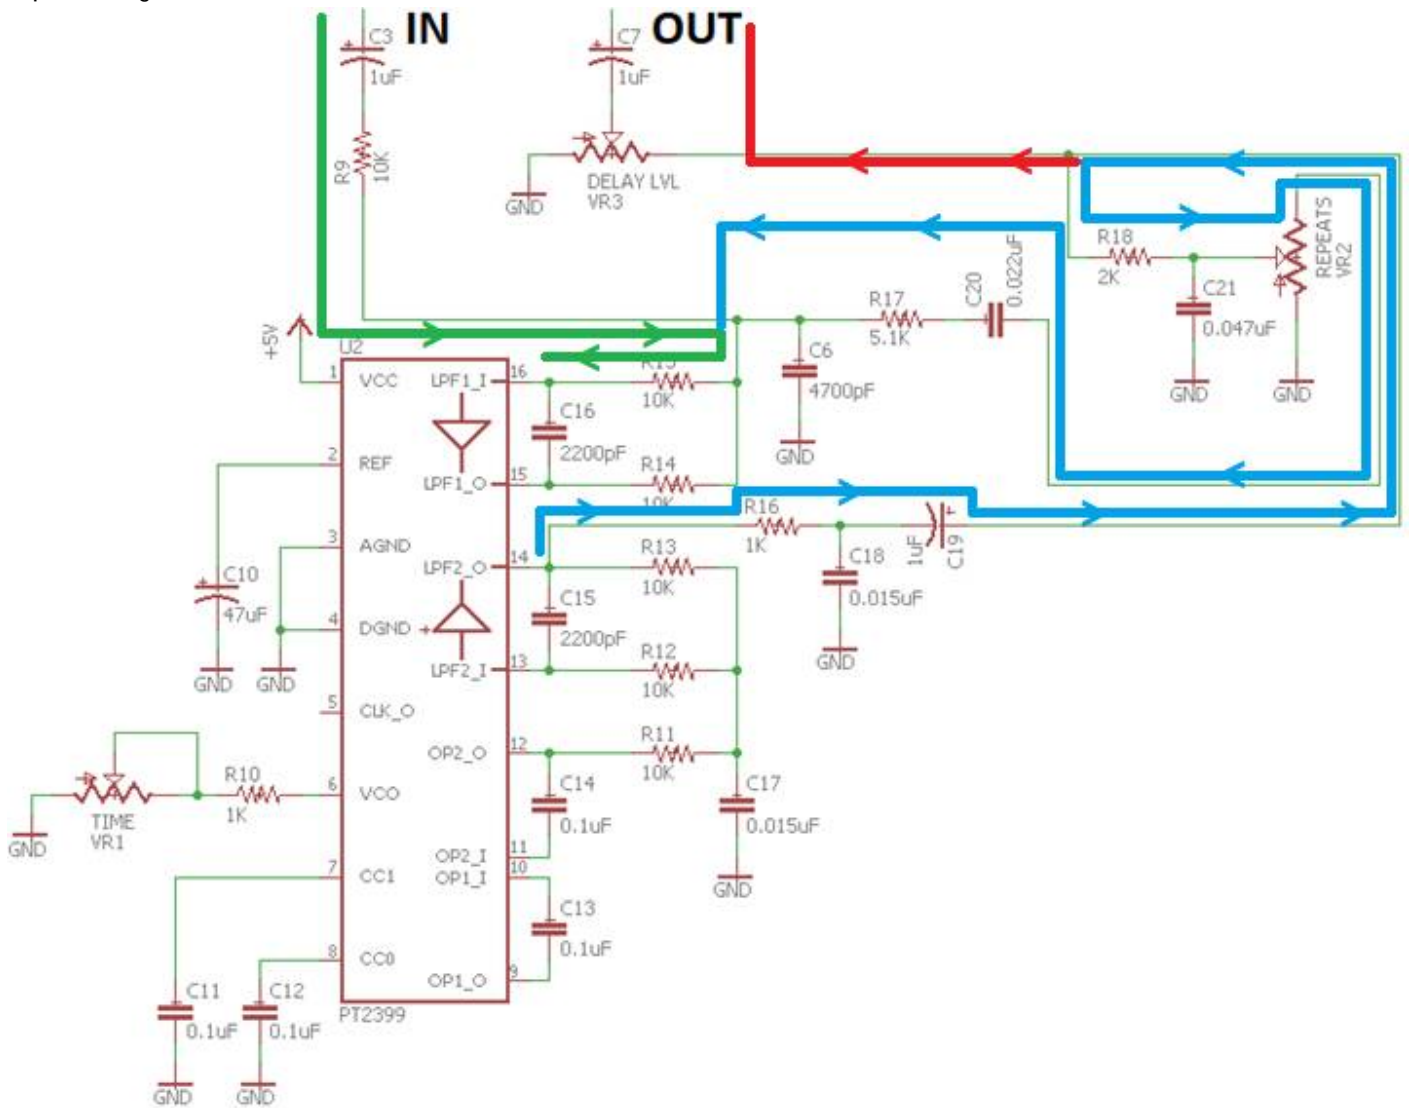 IN
OUT
C3
1uF
C7
1uF
R9
10K
DELAY LVL
VR3
GND
REPEATS
VR2
R18
2K
C21
0.047uF
GND
GND
C20
0.022uF
R17
5.1K
C6
4700pF
GND
+5V
U2
1
VCC
LPF1_I
16
10K
C16
2200pF
2
REF
LPF1_O
15
R14
R16
1K
1uF
C19
C18
0.015uF
GND
3
AGND
LPF2_O
14
R13
10K
C10
47uF
GND
C15
2200pF
4
DGND
+
GND
LPF2_I
13
R12
10K
5
CLK_O
OP2_O
12
R11
10K
C14
0.1uF
C17
0.015uF
GND
R10
1K
6
VCO
TIME
VR1
GND
OP2_I
11
7
CC1
OP1_I
10
C13
0.1uF
8
CC0
OP1_O
9
C11
0.1uF
GND
C12
0.1uF
GND
PT2399